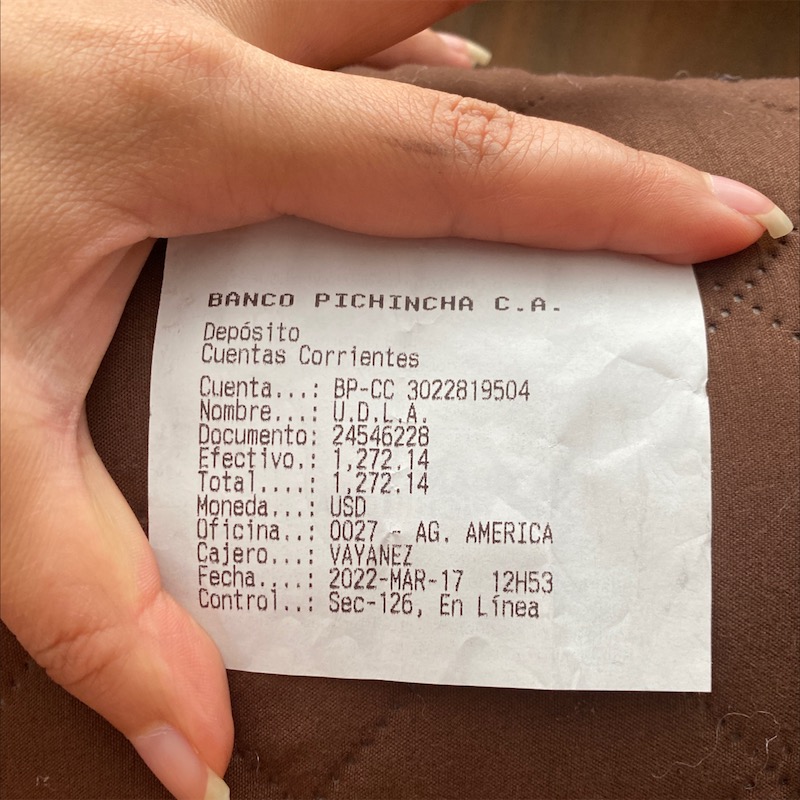 BANCO PICHINCHA C.A.
Depósito
Cuentas Corrientes
Cuenta...: BP-CC 3022819504
Nombre...: U.D.L.A.
Documento: 24546228
Efectivo.: 1,272.14
Total....: 1,272.14
Moneda...: USD
Oficina..: 0027 - AG. AMERICA
Cajero...: VAYANEZ
Fecha....: 2022-MAR-17 12H53
Control..: Sec-126, En Línea